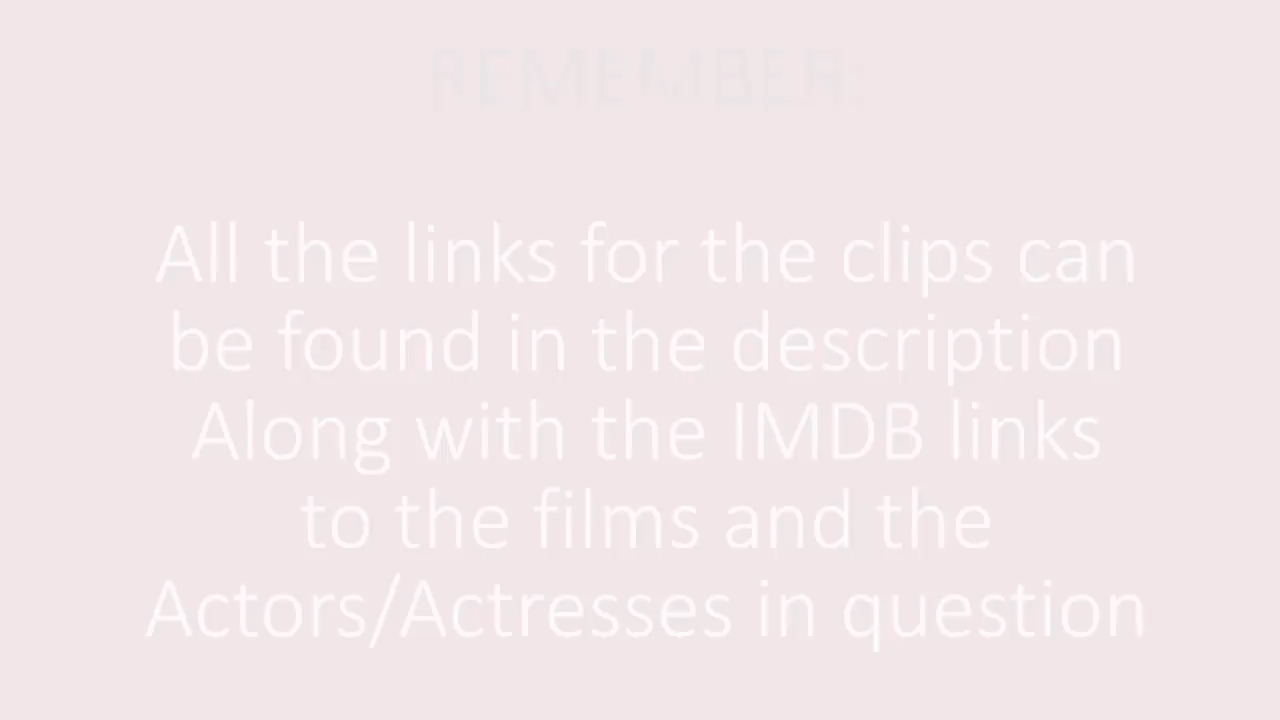 REMEMBER:
All the links for the clips can
be found in the description
Along with the IMDB links
to the films and the
Actors/Actresses in question